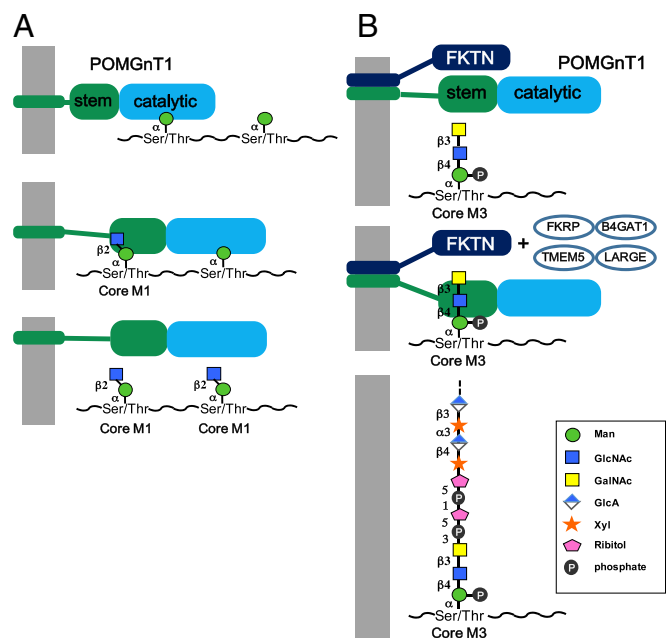 A
POMGnT1
stem catalytic
α
α
Ser/Thr Ser/Thr
β2
α
α
Ser/Thr Ser/Thr
Core M1
β2
β2
α
α
Ser/Thr Ser/Thr
Core M1 Core M1
B
FKTN
POMGnT1
stem catalytic
β3
β4
P
α
Ser/Thr
Core M3
FKTN + FKRP B4GAT1
TMEM5 LARGE
β3
β4
P
α
Ser/Thr
Core M3
β3
α3
β4
5
P
1
5
P
3
β3
β4
P
α
Ser/Thr
Core M3
Man
GlcNAc
GalNAc
GlcA
Xyl
Ribitol
P phosphate